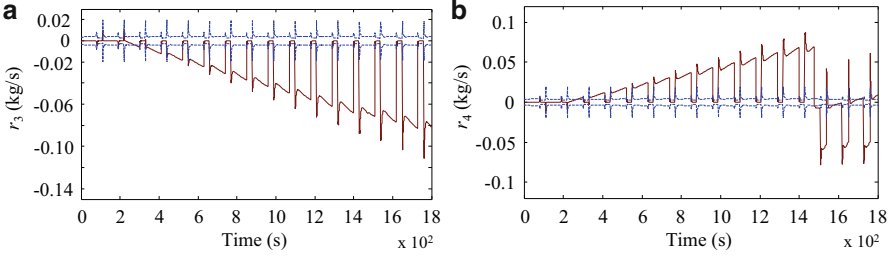 a
0.02
0
-0.02
-0.06
-0.10
-0.14
r3 (kg/s)
0 2 4 6 8 10 12 14 16 18
Time (s)
x 10²
b
0.1
0.05
0
-0.05
-0.1
r4 (kg/s)
0 2 4 6 8 10 12 14 16 18
Time (s)
x 10²